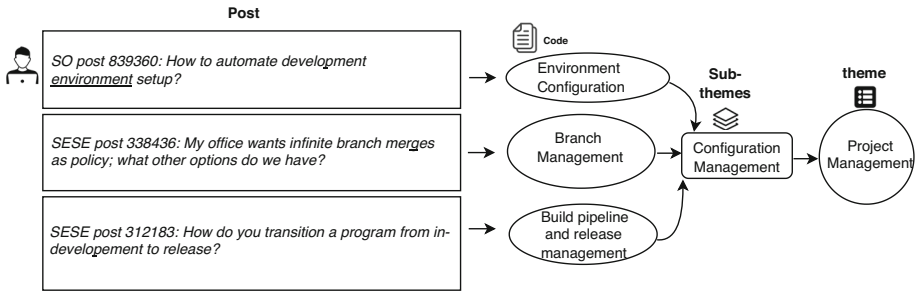 Post
Code
Sub-
themes
theme
SO post 839360: How to automate development
environment setup?
Environment
Configuration
SESE post 338436: My office wants infinite branch merges
as policy; what other options do we have?
Branch
Management
Configuration
Management
Project
Management
SESE post 312183: How do you transition a program from in-
developement to release?
Build pipeline
and release
management